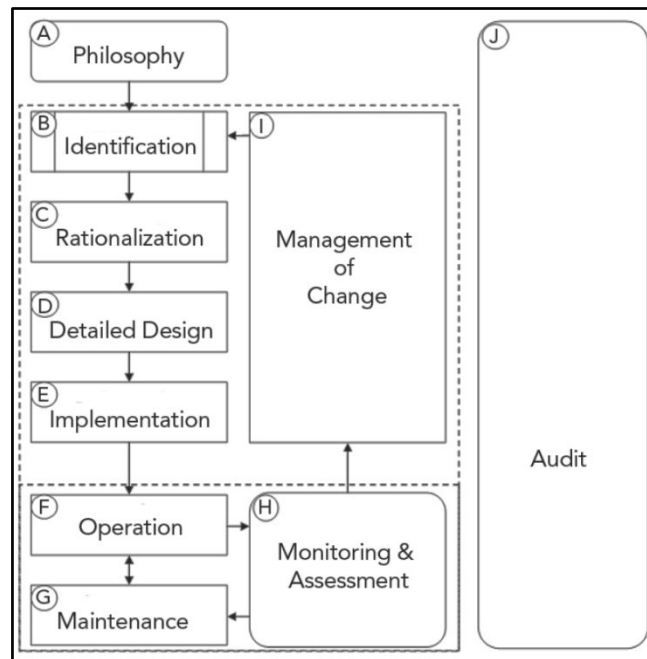 A
Philosophy
B
Identification
C
Rationalization
D
Detailed Design
E
Implementation
F
Operation
G
Maintenance
H
Monitoring &
Assessment
I
Management
of
Change
J
Audit